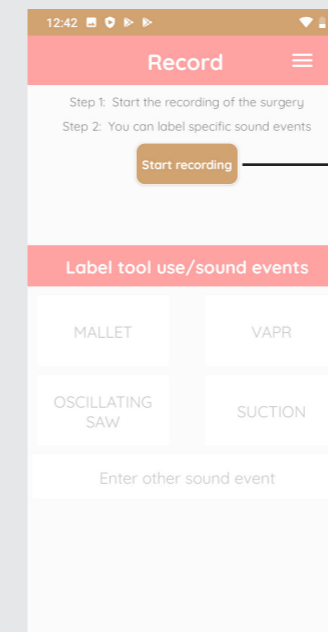 12:42
Record
Step 1: Start the recording of the surgery
Step 2: You can label specific sound events
Start recording
Label tool use/sound events
MALLET
VAPR
OSCILLATING
SAW
SUCTION
Enter other sound event